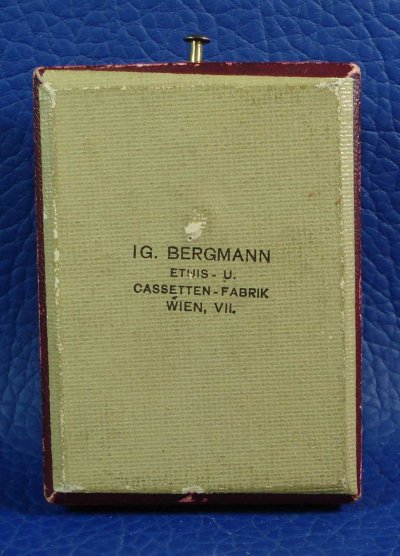 IG. BERGMANN
ETUIS - U.
CASSETTEN - FABRIK
WIEN, VII.